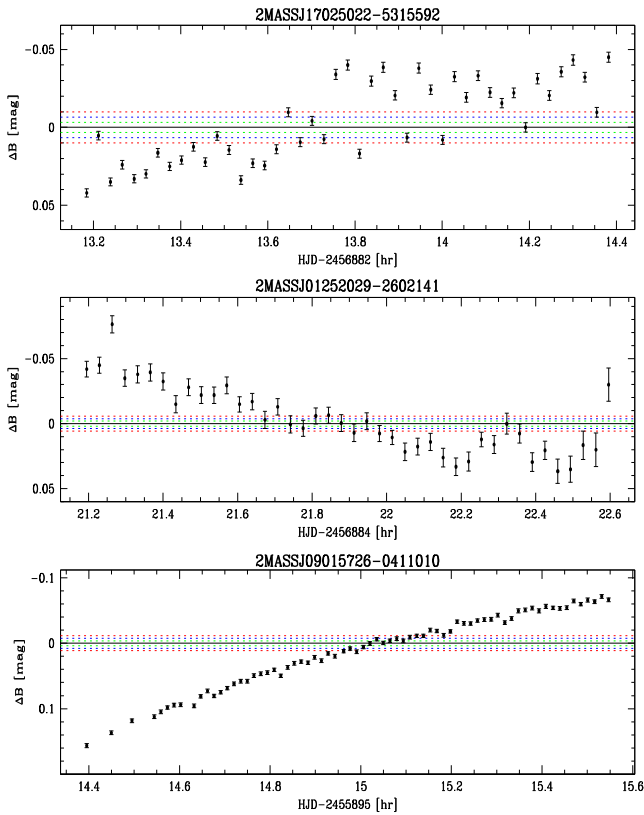 2MASSJ17025022-5315592
-0.05
0
0.05
ΔB [mag]
13.2 13.4 13.6 13.8 14 14.2 14.4
HJD-2456882 [hr]
2MASSJ01252029-2602141
-0.05
0
0.05
ΔB [mag]
21.2 21.4 21.6 21.8 22 22.2 22.4 22.6
HJD-2456884 [hr]
2MASSJ09015726-0411010
-0.1
0
0.1
ΔB [mag]
14.4 14.6 14.8 15 15.2 15.4 15.6
HJD-2455895 [hr]